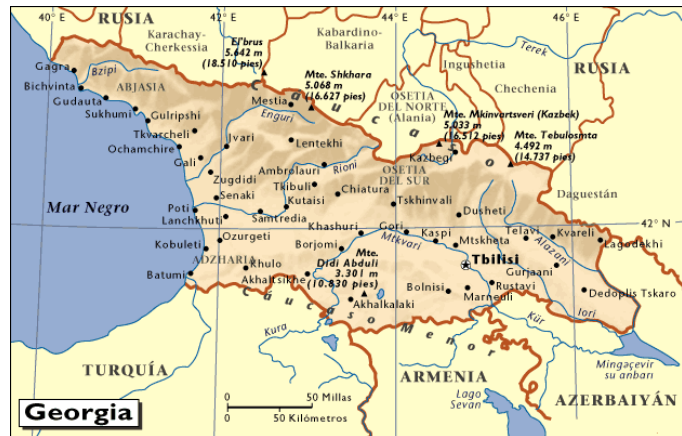 40 E
42 E
44 E
46 E
RUSIA
Karachay-
Cherkessia
El'brus
5.642 m
(18.510 pies)
Kabardino-
Balkaria
Terek
Ingushetia
RUSIA
Gagra
Bzipi
Bichvinta
ABJASIA
Gudauta
Sukhumi
Gulripshi
Mestia
Mte. Shkhara
5.068 m
(16.627 pies)
OSETIA
DEL NORTE
(Alania)
Chechenia
Mte. Mkinvartsveri (Kazbek)
5.033 m
(16.512 pies)
Mte. Tebulosmta
4.492 m
(14.737 pies)
Cáucaso
Enguri
Tkvarcheli
Jvari
Ochamchire
Lentekhi
Kazbegi
Gali
Ambrolauri
Rioni
OSETIA
DEL SUR
Zugdidi
Tkibuli
Chiatura
Daguestán
Senaki
Kutaisi
Tskhinvali
Mar Negro
Poti
Lanchkhuti
Samtredia
Dusheti
42 N
Khashuri
Gori
Telavi
Kvareli
Kobuleti
Ozurgeti
Mtkvari
Kaspi
Mtskheta
Alazani
Lagodekhi
ADZHARIA
Borjomi
Tbilisi
Batumi
Khulo
Mte.
Didi Abduli
3.301 m
(10.830 pies)
Gurjaani
Akhaltsikhe
Bolnisi
Rustavi
Marneuli
Dedoplis Tskaro
Akhalkalaki
Cáucaso Menor
Kura
Kür
Iori
Mingaçevir
su anbarı
TURQUÍA
ARMENIA
AZERBAIYÁN
Lago
Sevan
0 50 Millas
0 50 Kilómetros
Georgia